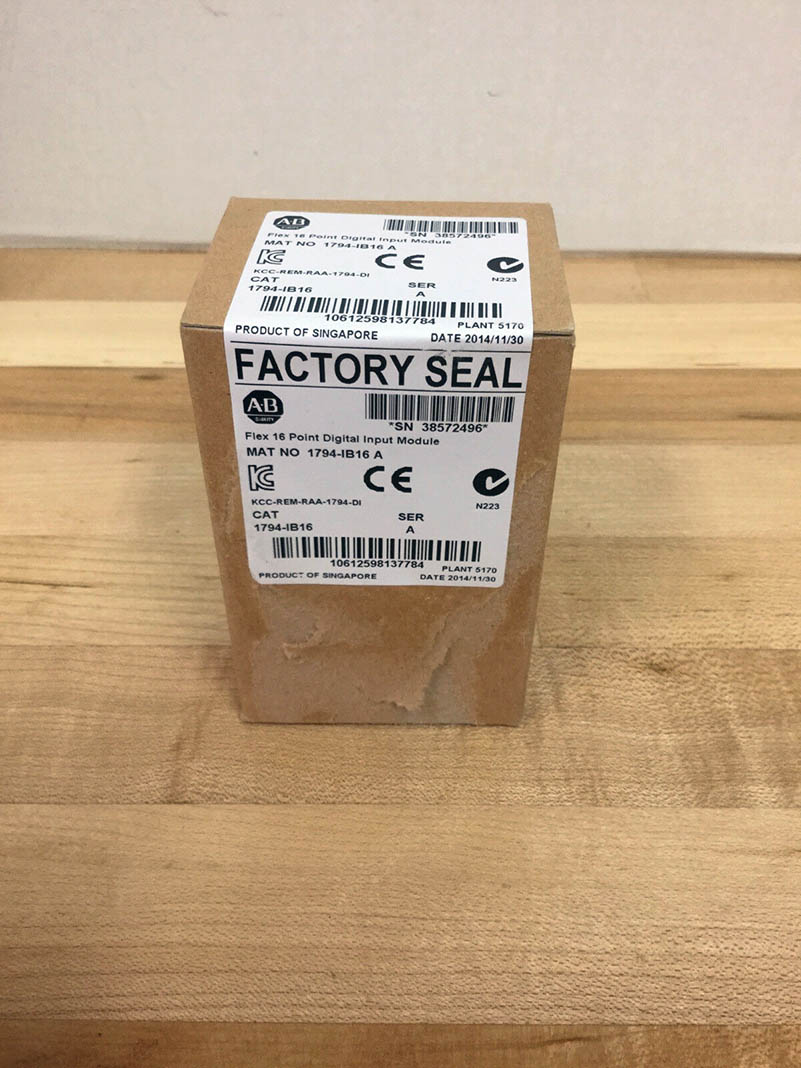 A-B
*SN 38572496*
Flex 16 Point Digital Input Module
MAT NO 1794-IB16 A
KCC-REM-RAA-1794-DI
CE
N223
CAT
SER
1794-IB16
A
10612598137784
PLANT 5170
PRODUCT OF SINGAPORE
DATE 2014/11/30
FACTORY SEAL
A-B
*SN 38572496*
Flex 16 Point Digital Input Module
MAT NO 1794-IB16 A
CE
KCC-REM-RAA-1794-DI
N223
CAT
SER
1794-IB16
A
10612598137784
PLANT 5170
PRODUCT OF SINGAPORE
DATE 2014/11/30